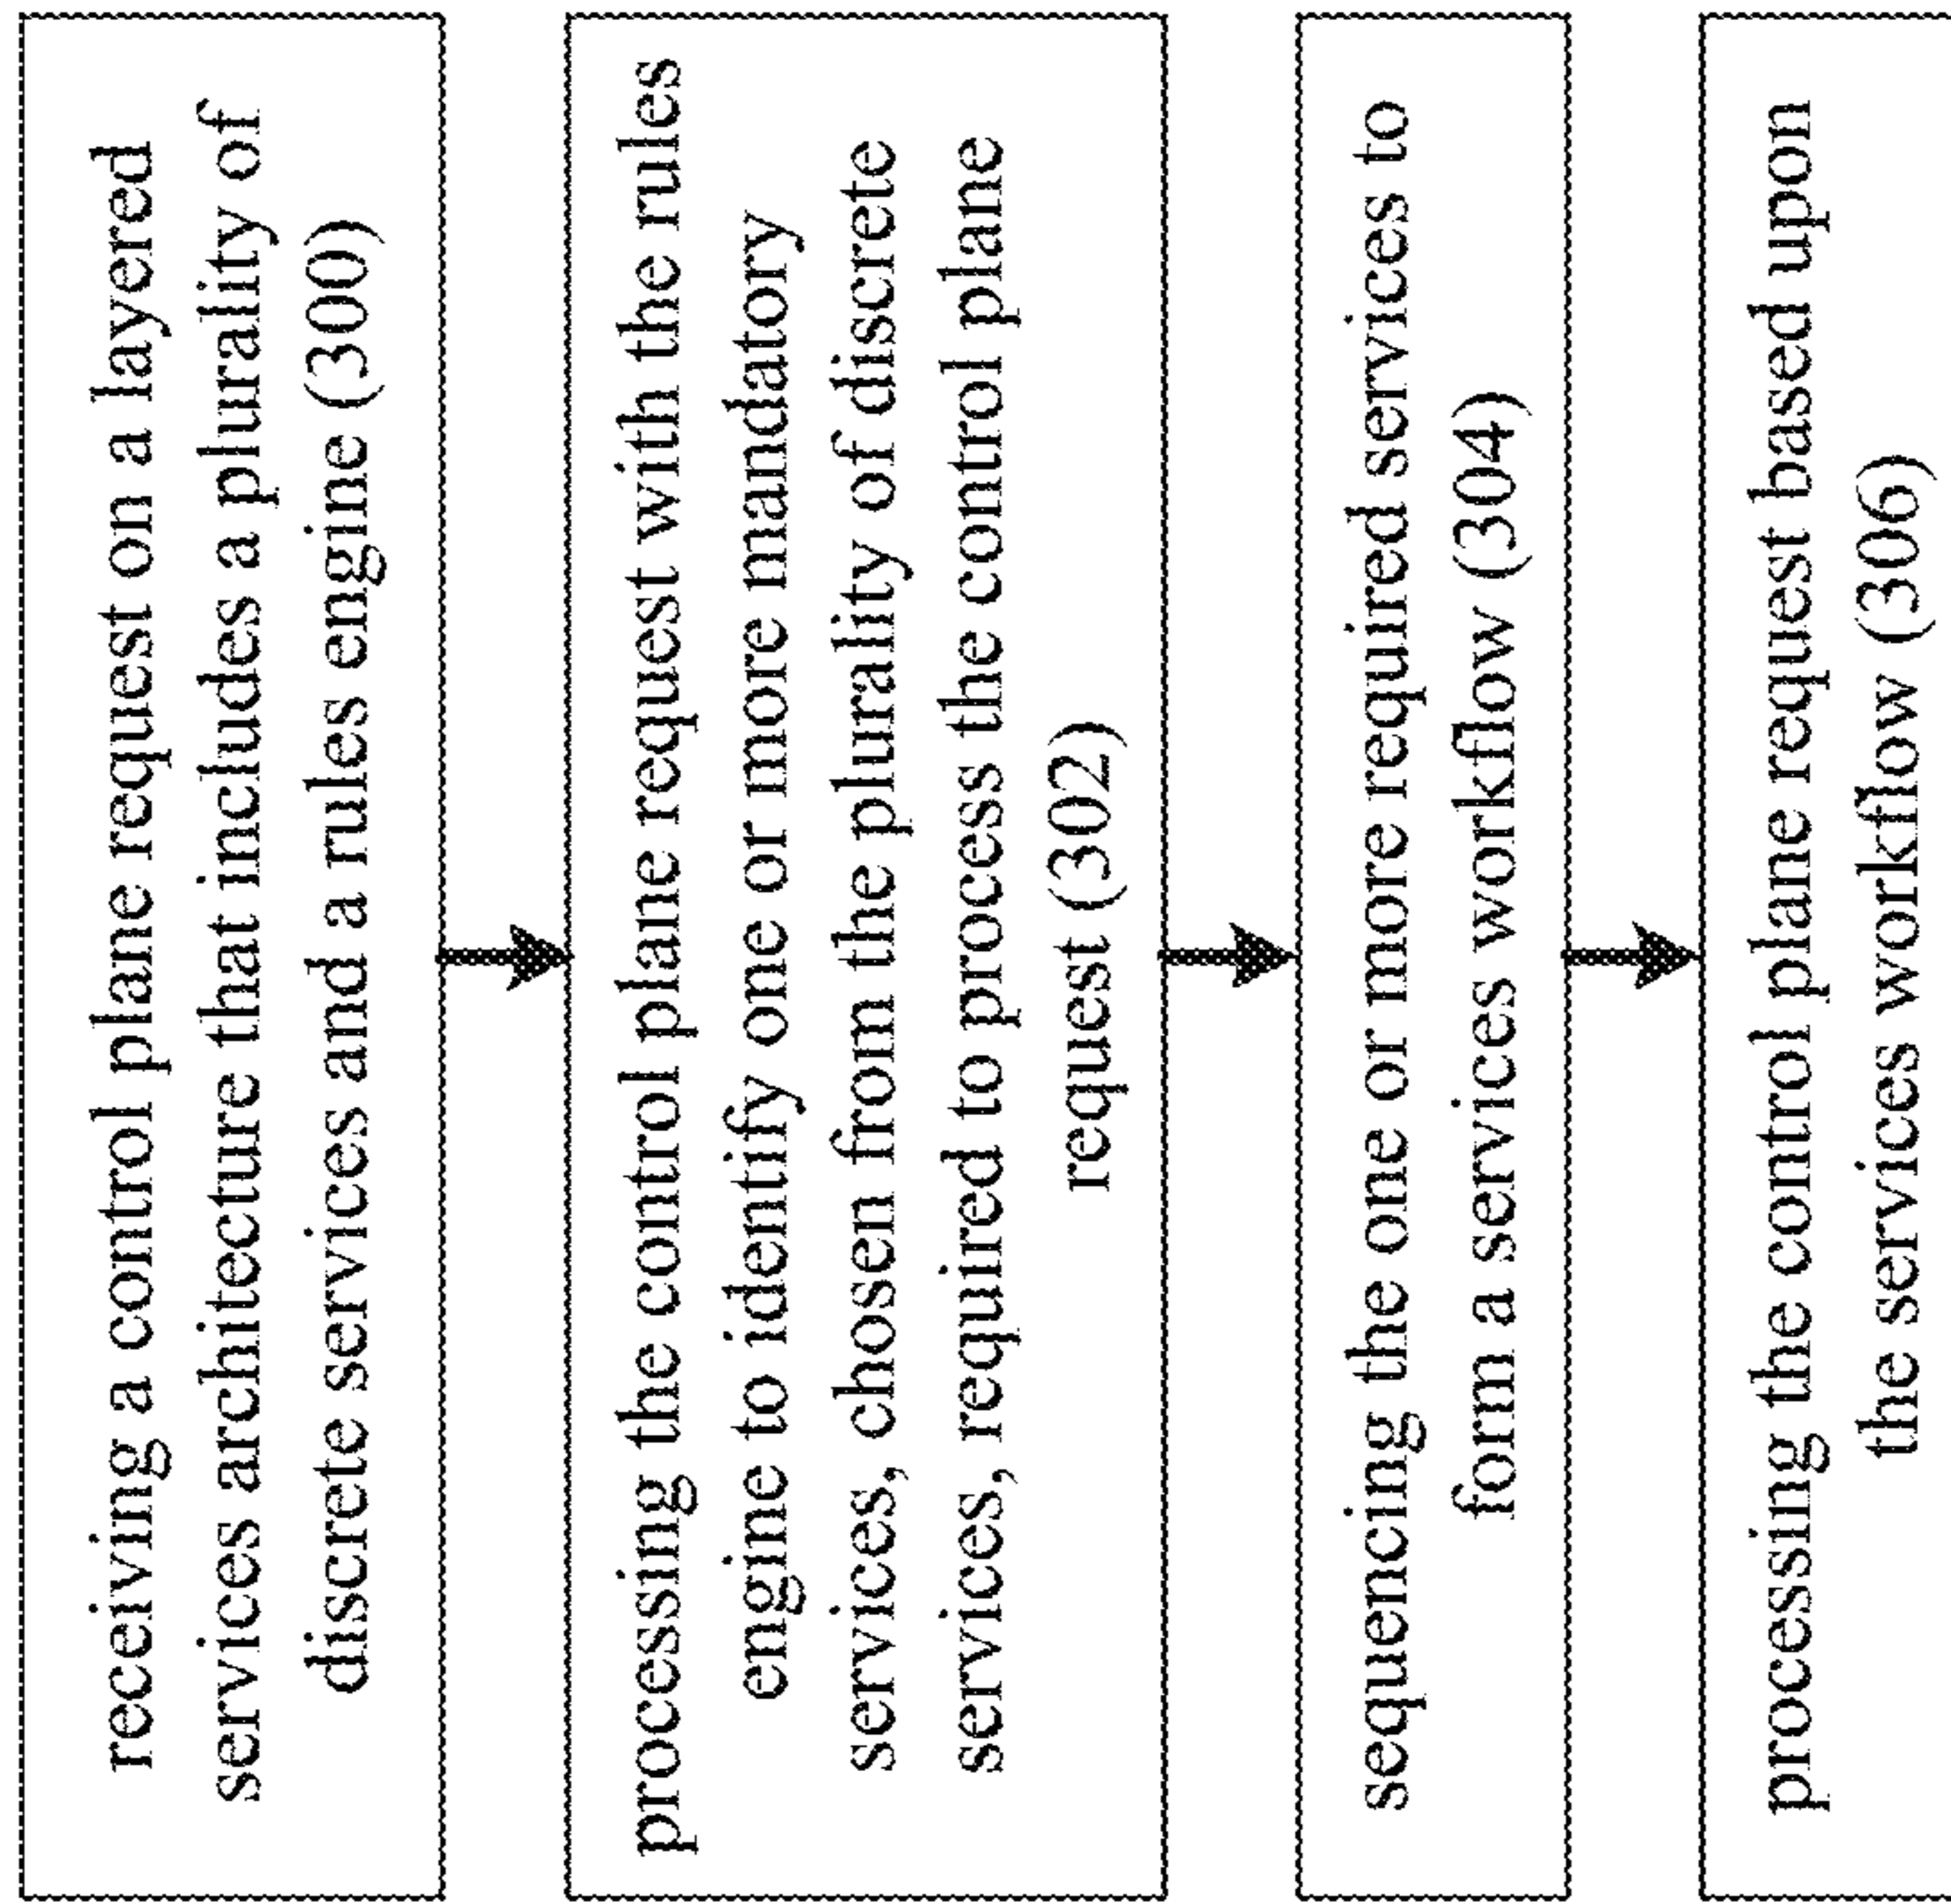 receiving a control plane request on a layered
services architecture that includes a plurality of
discrete services and a rules engine (300)
processing the control plane request with the rules
engine to identify one or more mandatory
services, chosen from the plurality of discrete
services, required to process the control plane
request (302)
sequencing the one or more required services to
form a services workflow (304)
processing the control plane request based upon
the services workflow (306)